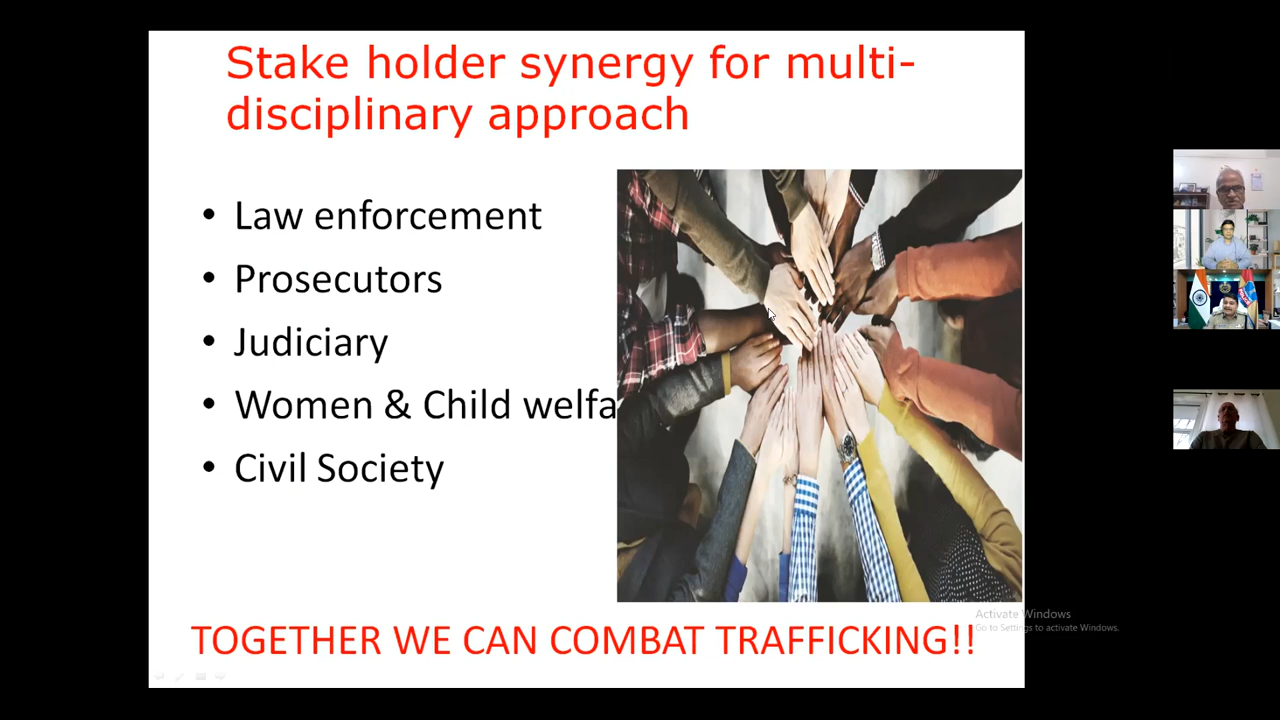 Stake holder synergy for multi-
disciplinary approach
• Law enforcement
• Prosecutors
• Judiciary
• Women & Child welfa
• Civil Society
TOGETHER WE CAN COMBAT TRAFFICKING!!
Activate Windows
Go to Settings to activate Windows.